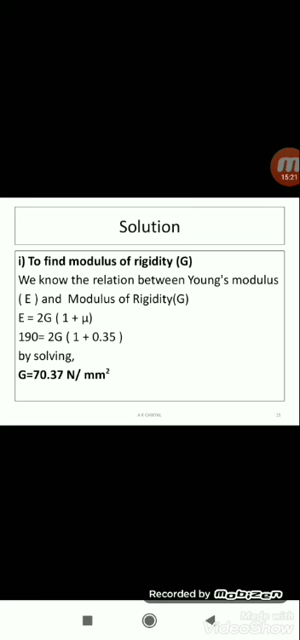 15:21
Solution
i) To find modulus of rigidity (G)
We know the relation between Young's modulus
( E ) and Modulus of Rigidity(G)
E = 2G ( 1 + μ)
190= 2G ( 1 + 0.35 )
by solving,
G=70.37 N/ mm²
Recorded by mobizen
Made with
VideoShow